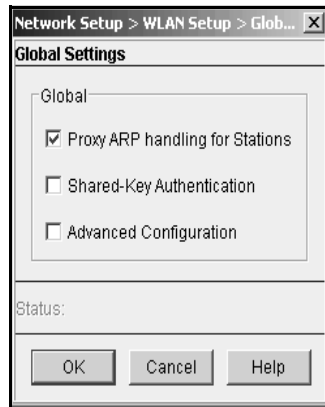 Network Setup > WLAN Setup > Glob...
Global Settings
Global
Proxy ARP handling for Stations
Shared-Key Authentication
Advanced Configuration
Status:
OK Cancel Help